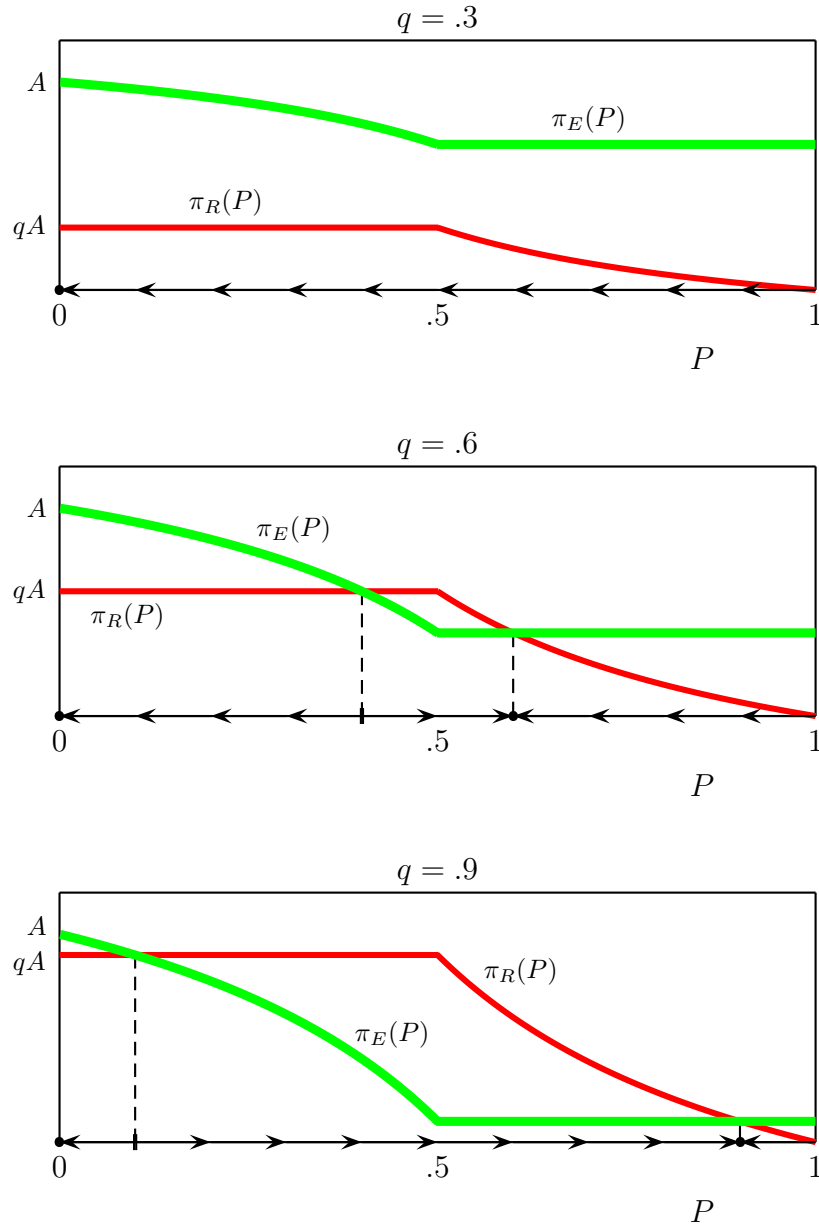 q = .3
A
π_E(P)
π_R(P)
qA
0 .5 1
P
q = .6
A
π_E(P)
qA
π_R(P)
0 .5 1
P
q = .9
A
qA
π_R(P)
π_E(P)
0 .5 1
P